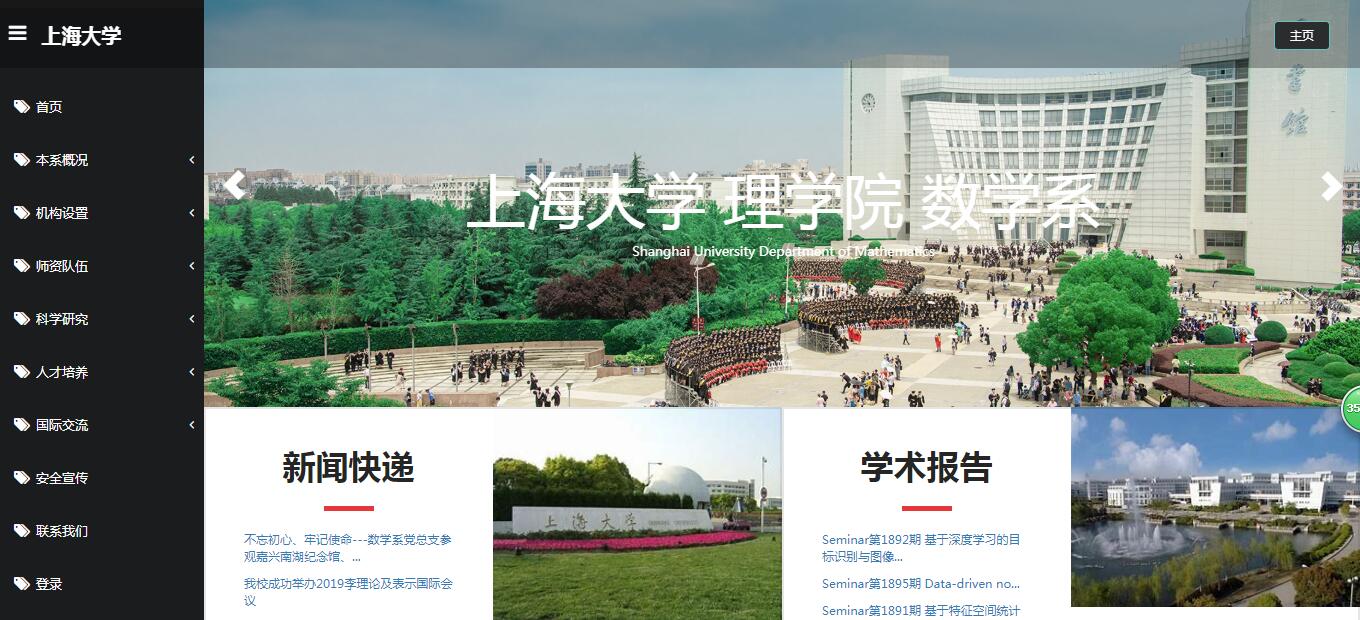 上海大学
主页
首页
本系概况
机构设置
师资队伍
科学研究
人才培养
国际交流
安全宣传
联系我们
登录
上海大学 理学院 数学系
Shanghai University Department of Mathematics
书
馆
新闻快递
不忘初心、牢记使命---数学系党总支参
观嘉兴南湖纪念馆、...
我校成功举办2019李理论及表示国际会
议
上海大学
学术报告
Seminar第1892期 基于深度学习的目
标识别与图像...
Seminar第1895期 Data-driven no...
Seminar第1891期 基于特征空间统计
35